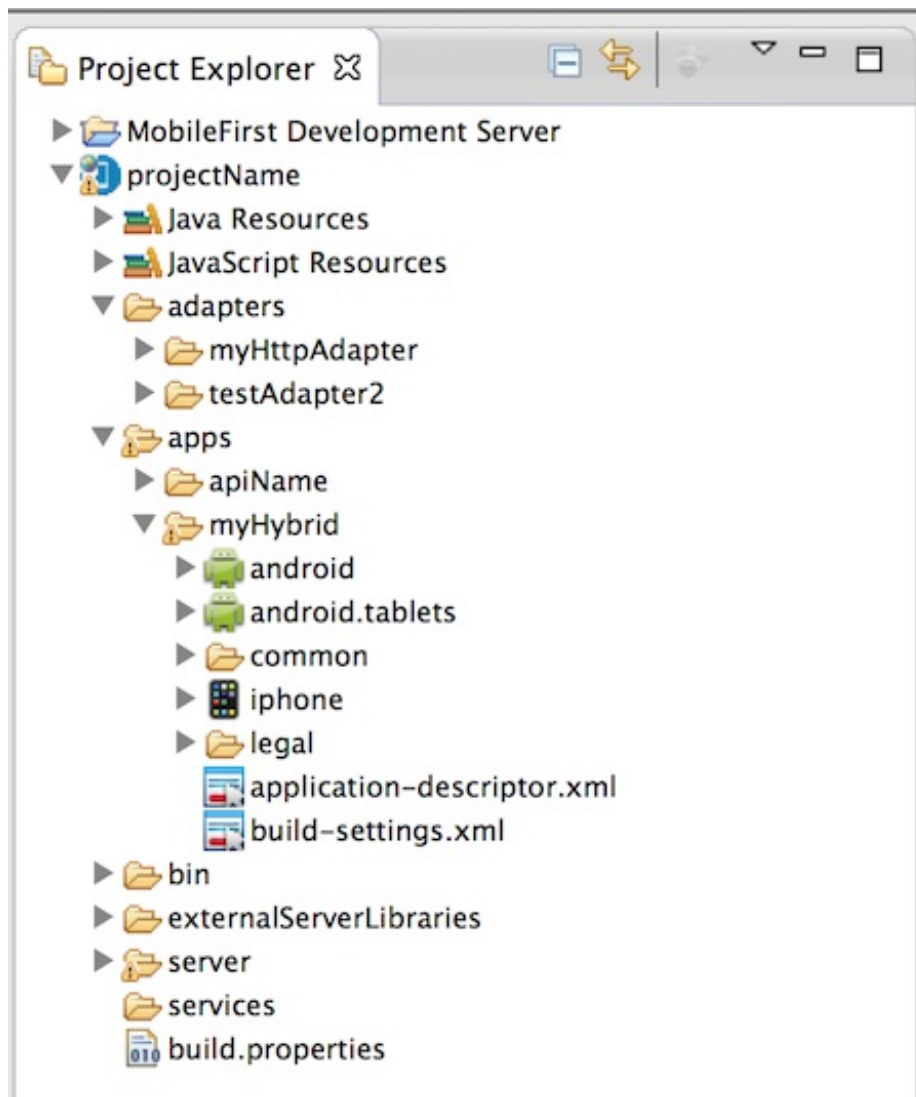 Project Explorer
MobileFirst Development Server
projectName
Java Resources
JavaScript Resources
adapters
myHttpAdapter
testAdapter2
apps
apiName
myHybrid
android
android.tablets
common
iphone
legal
application-descriptor.xml
build-settings.xml
bin
externalServerLibraries
server
services
010 build.properties